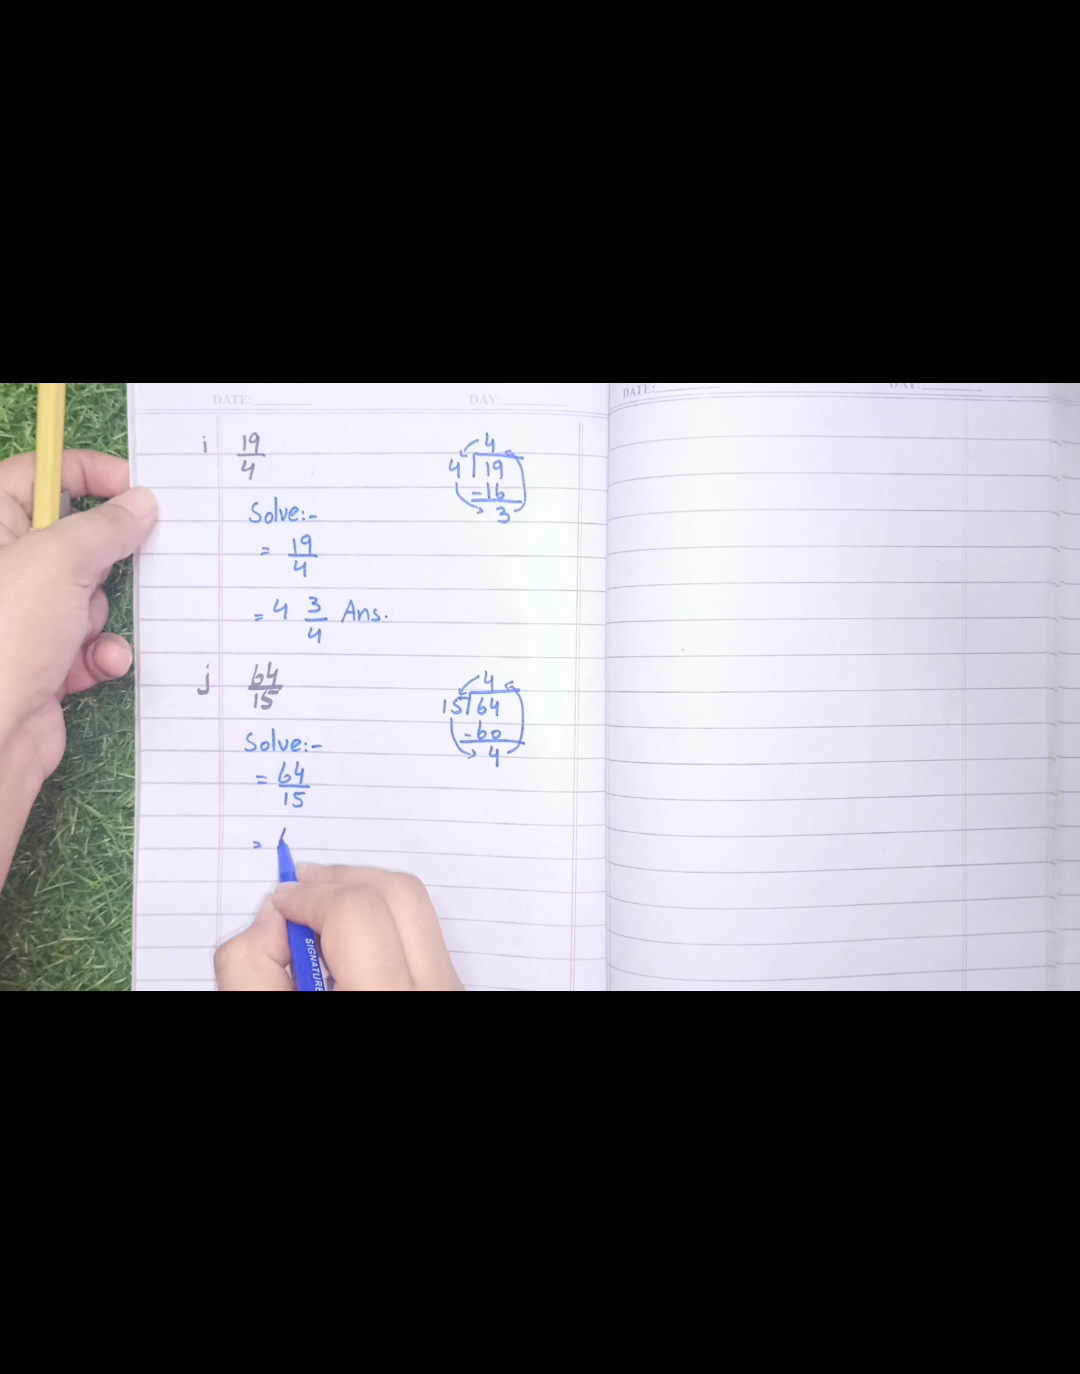 DATE:
DAY:
i 19/4
4
4 19
-16
3
Solve:-
= 19/4
= 4 3/4 Ans.
j 64/15
4
15 64
-60
4
Solve:-
= 64/15
=
SIGNATURE
DATE:
DAY: